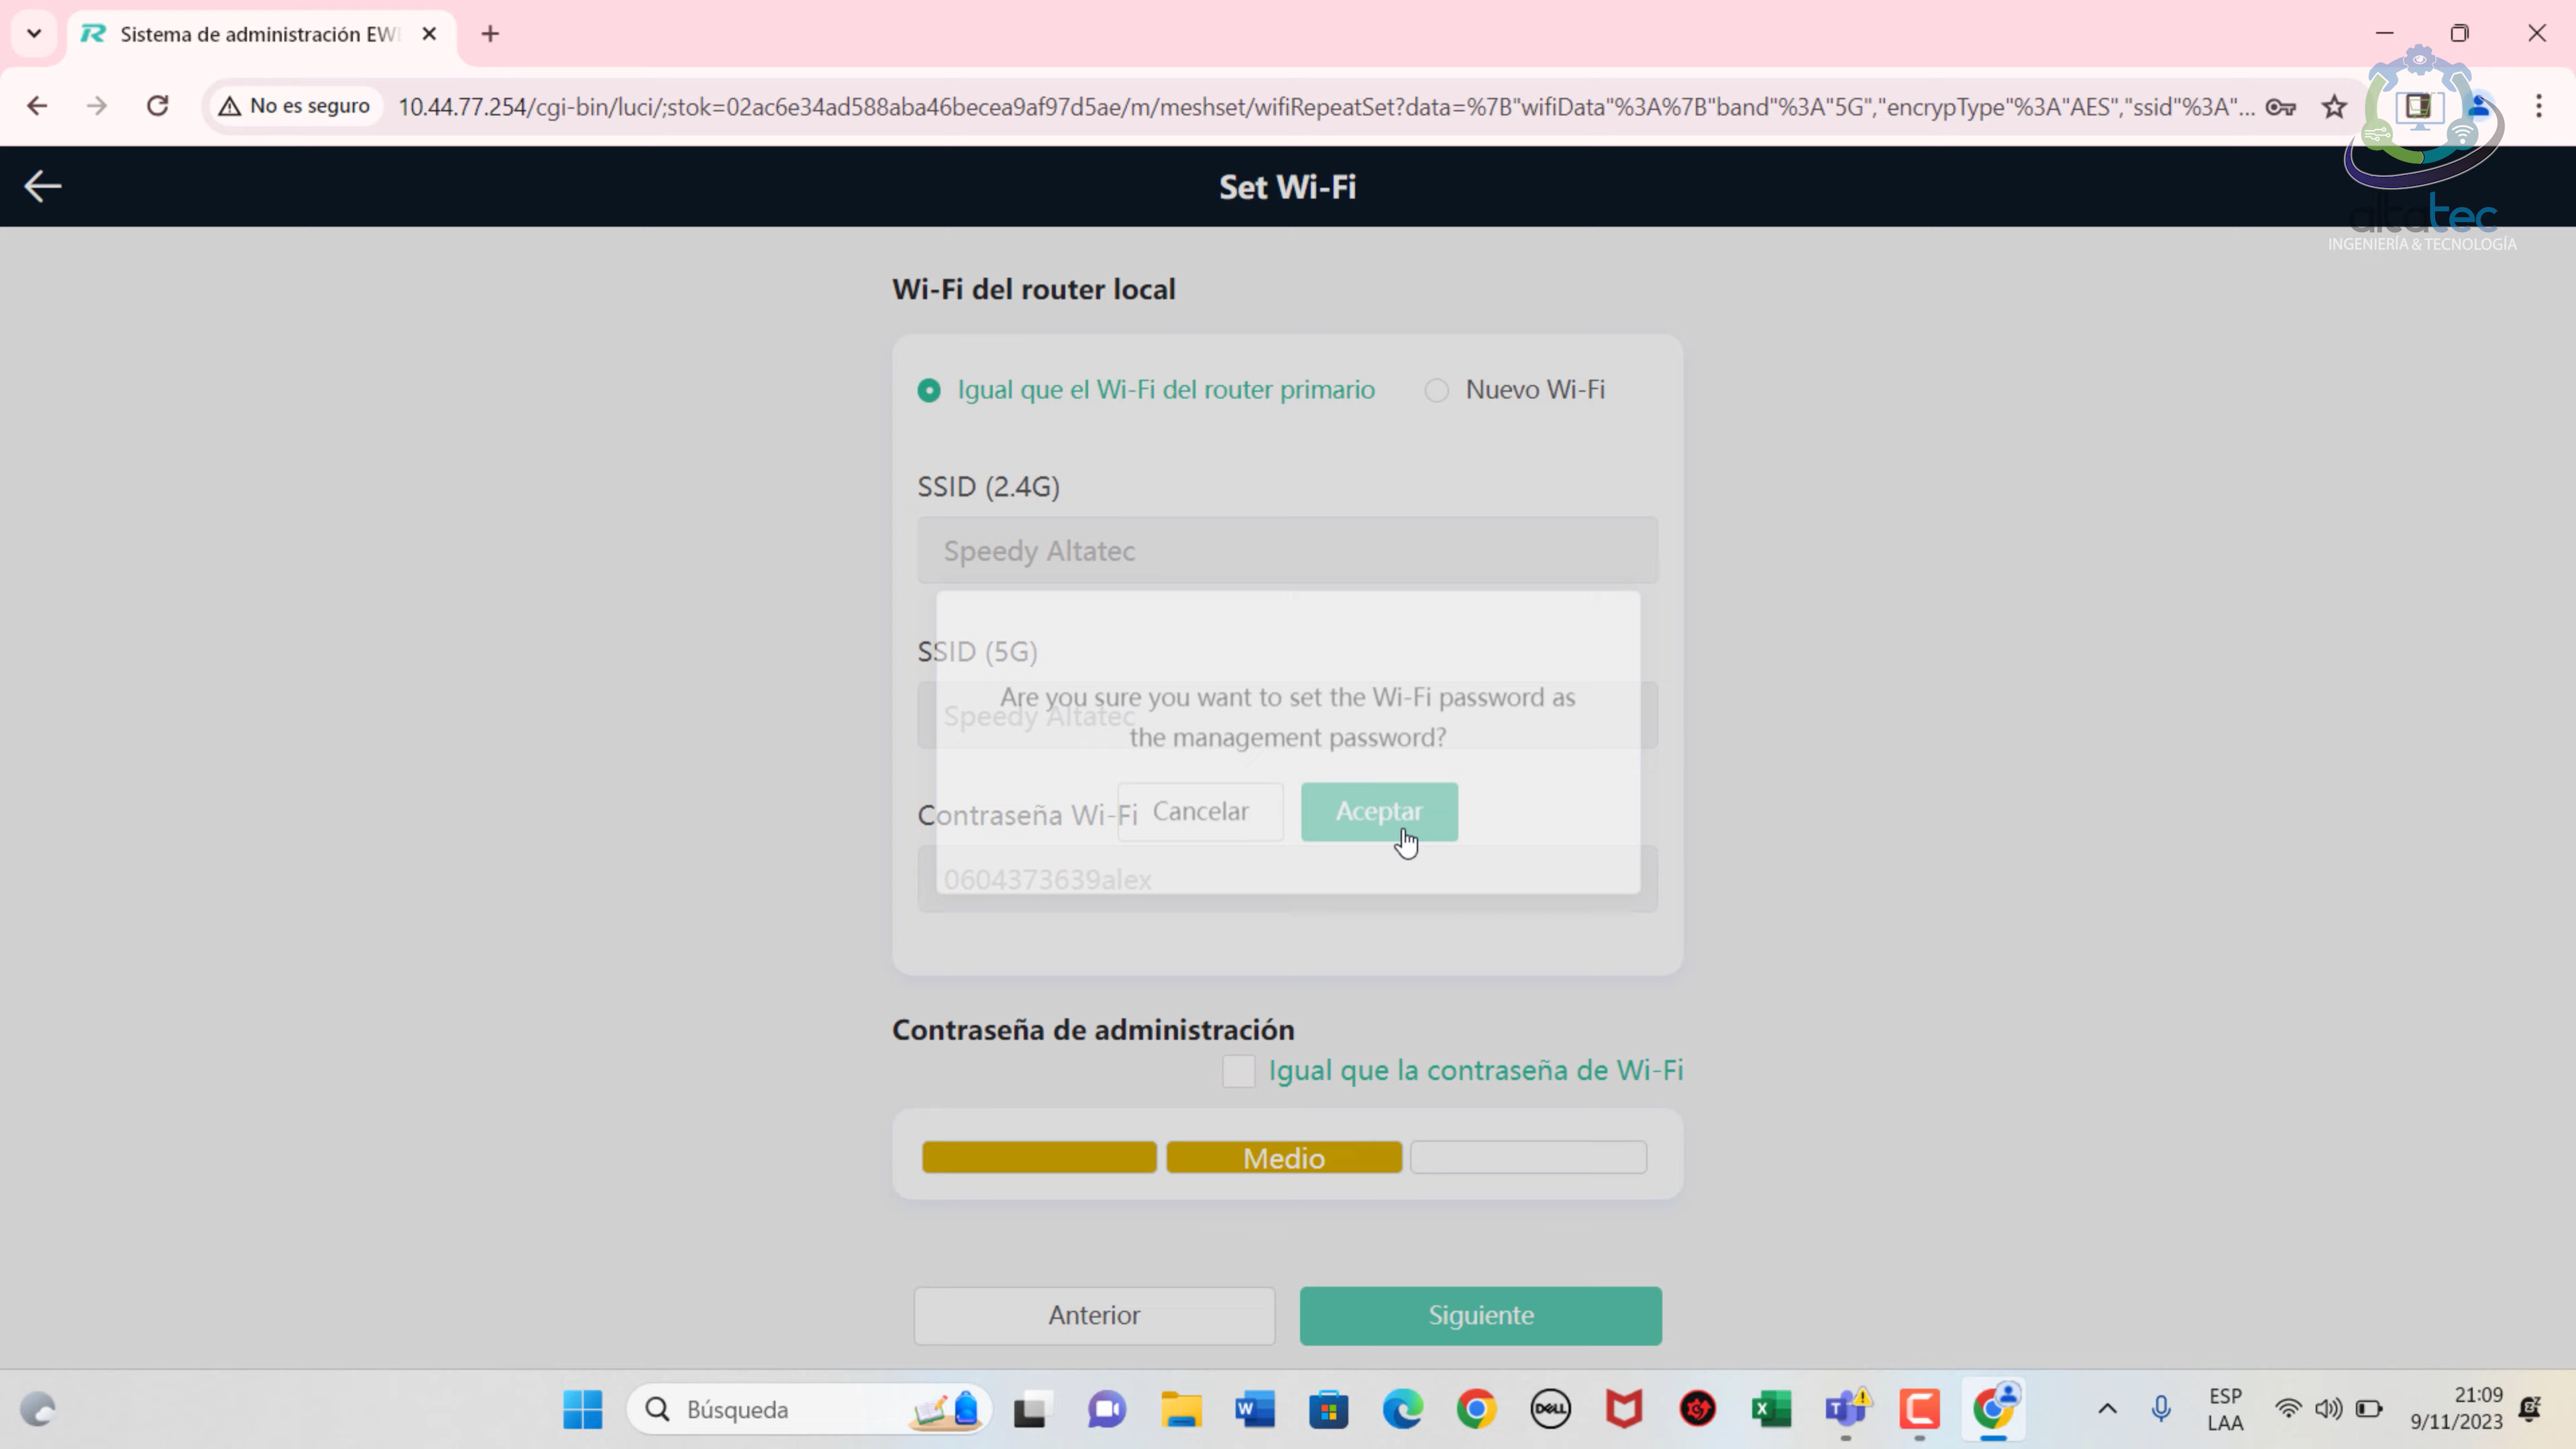 Sistema de administración EWI
No es seguro
10.44.77.254/cgi-bin/luci/;stok=02ac6e34ad588aba46becea9af97d5ae/m/meshset/wifiRepeatSet?data=%7B"wifiData"%3A%7B"band"%3A"5G","encrypType"%3A"AES","ssid"%3A"...
Set Wi-Fi
altatec
INGENIERÍA & TECNOLOGÍA
Wi-Fi del router local
Igual que el Wi-Fi del router primario
Nuevo Wi-Fi
SSID (2.4G)
Speedy Altatec
SSID (5G)
Speedy Altatec
Are you sure you want to set the Wi-Fi password as
the management password?
Contraseña Wi-Fi
Cancelar
Aceptar
0604373639alex
Contraseña de administración
Igual que la contraseña de Wi-Fi
Medio
Anterior
Siguiente
Búsqueda
DELL
ESP
LAA
21:09
9/11/2023